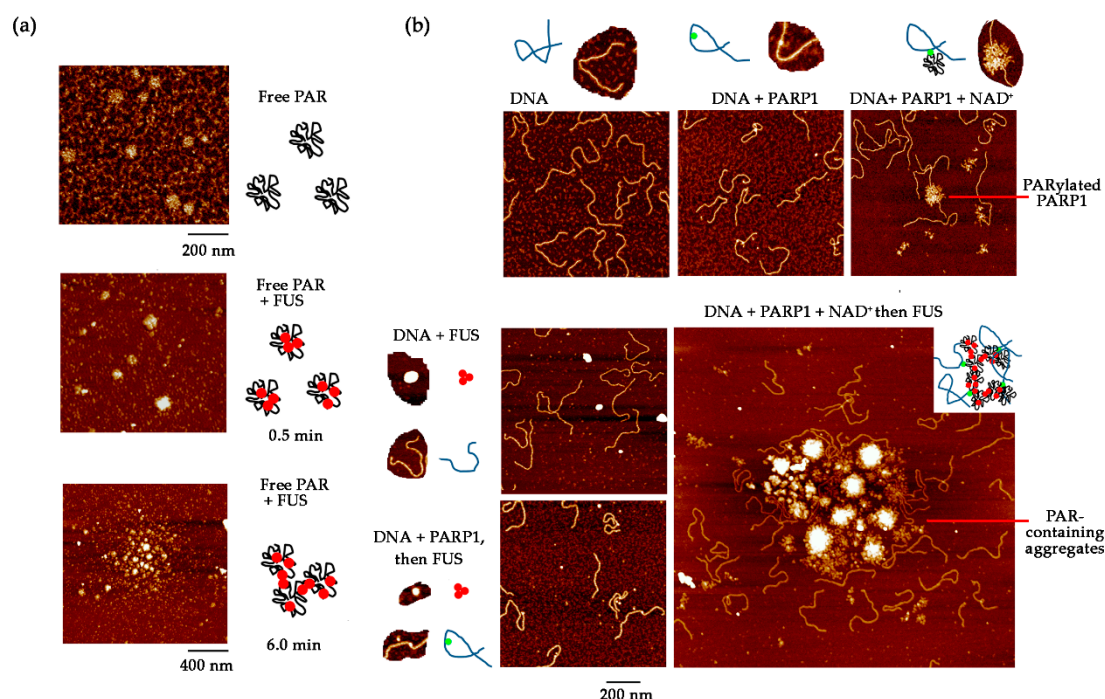 (a)
Free PAR
200 nm
Free PAR
+ FUS
0.5 min
Free PAR
+ FUS
6.0 min
400 nm
(b)
DNA
DNA + PARP1
DNA+ PARP1 + NAD⁺
PARylated
PARP1
DNA + FUS
DNA + PARP1,
then FUS
DNA + PARP1 + NAD⁺ then FUS
PAR-
containing
aggregates
200 nm